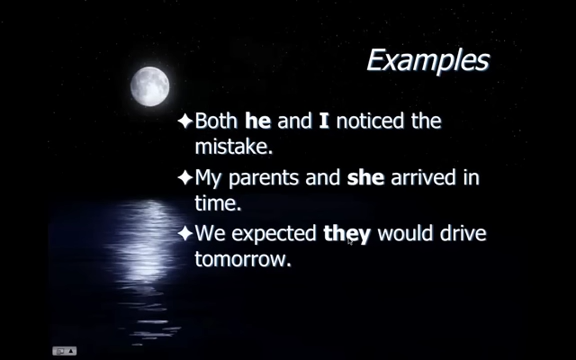 Examples
Both he and I noticed the
mistake.
My parents and she arrived in
time.
We expected they would drive
tomorrow.